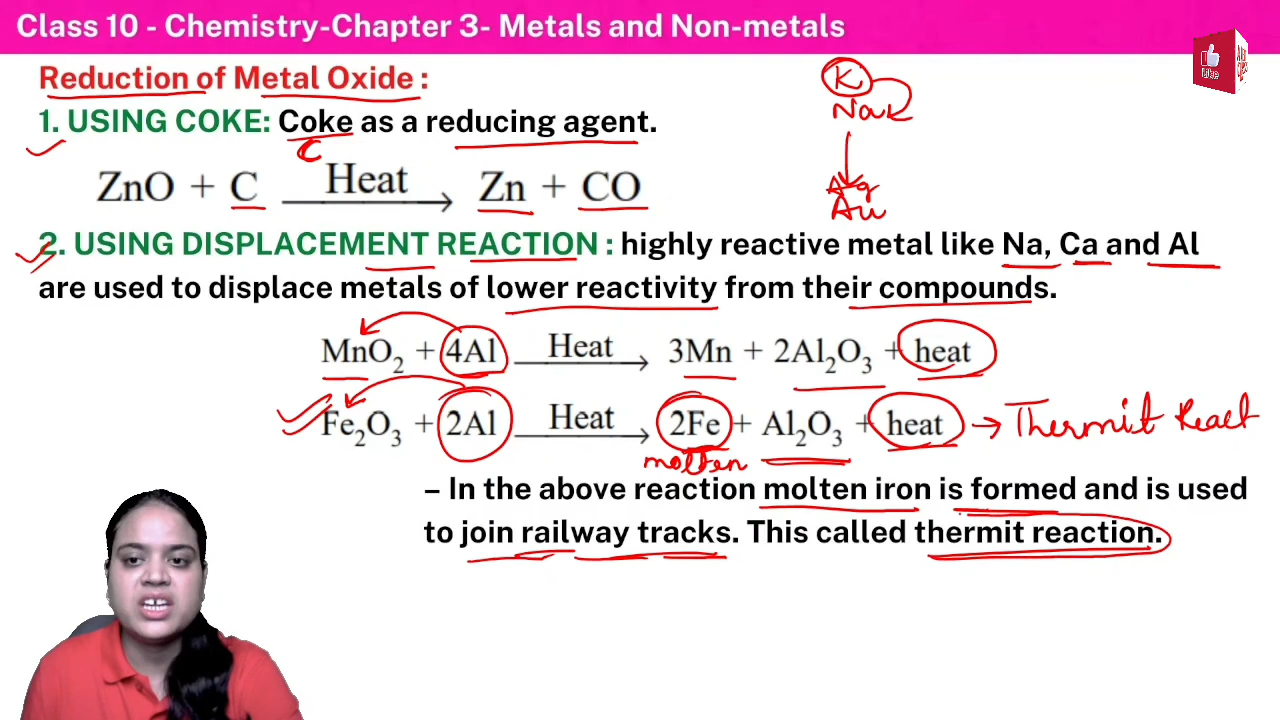 Class 10 - Chemistry-Chapter 3- Metals and Non-metals
Like
Reduction of Metal Oxide :
K
Na
1. USING COKE: Coke as a reducing agent.
C
ZnO + C Heat Zn + CO
Ag
Au
2. USING DISPLACEMENT REACTION : highly reactive metal like Na, Ca and Al
are used to displace metals of lower reactivity from their compounds.
MnO₂ + 4Al Heat 3Mn + 2Al₂O₃ + heat
Fe₂O₃ + 2Al Heat 2Fe + Al₂O₃ + heat → Thermit React
molten
– In the above reaction molten iron is formed and is used
to join railway tracks. This called thermit reaction.